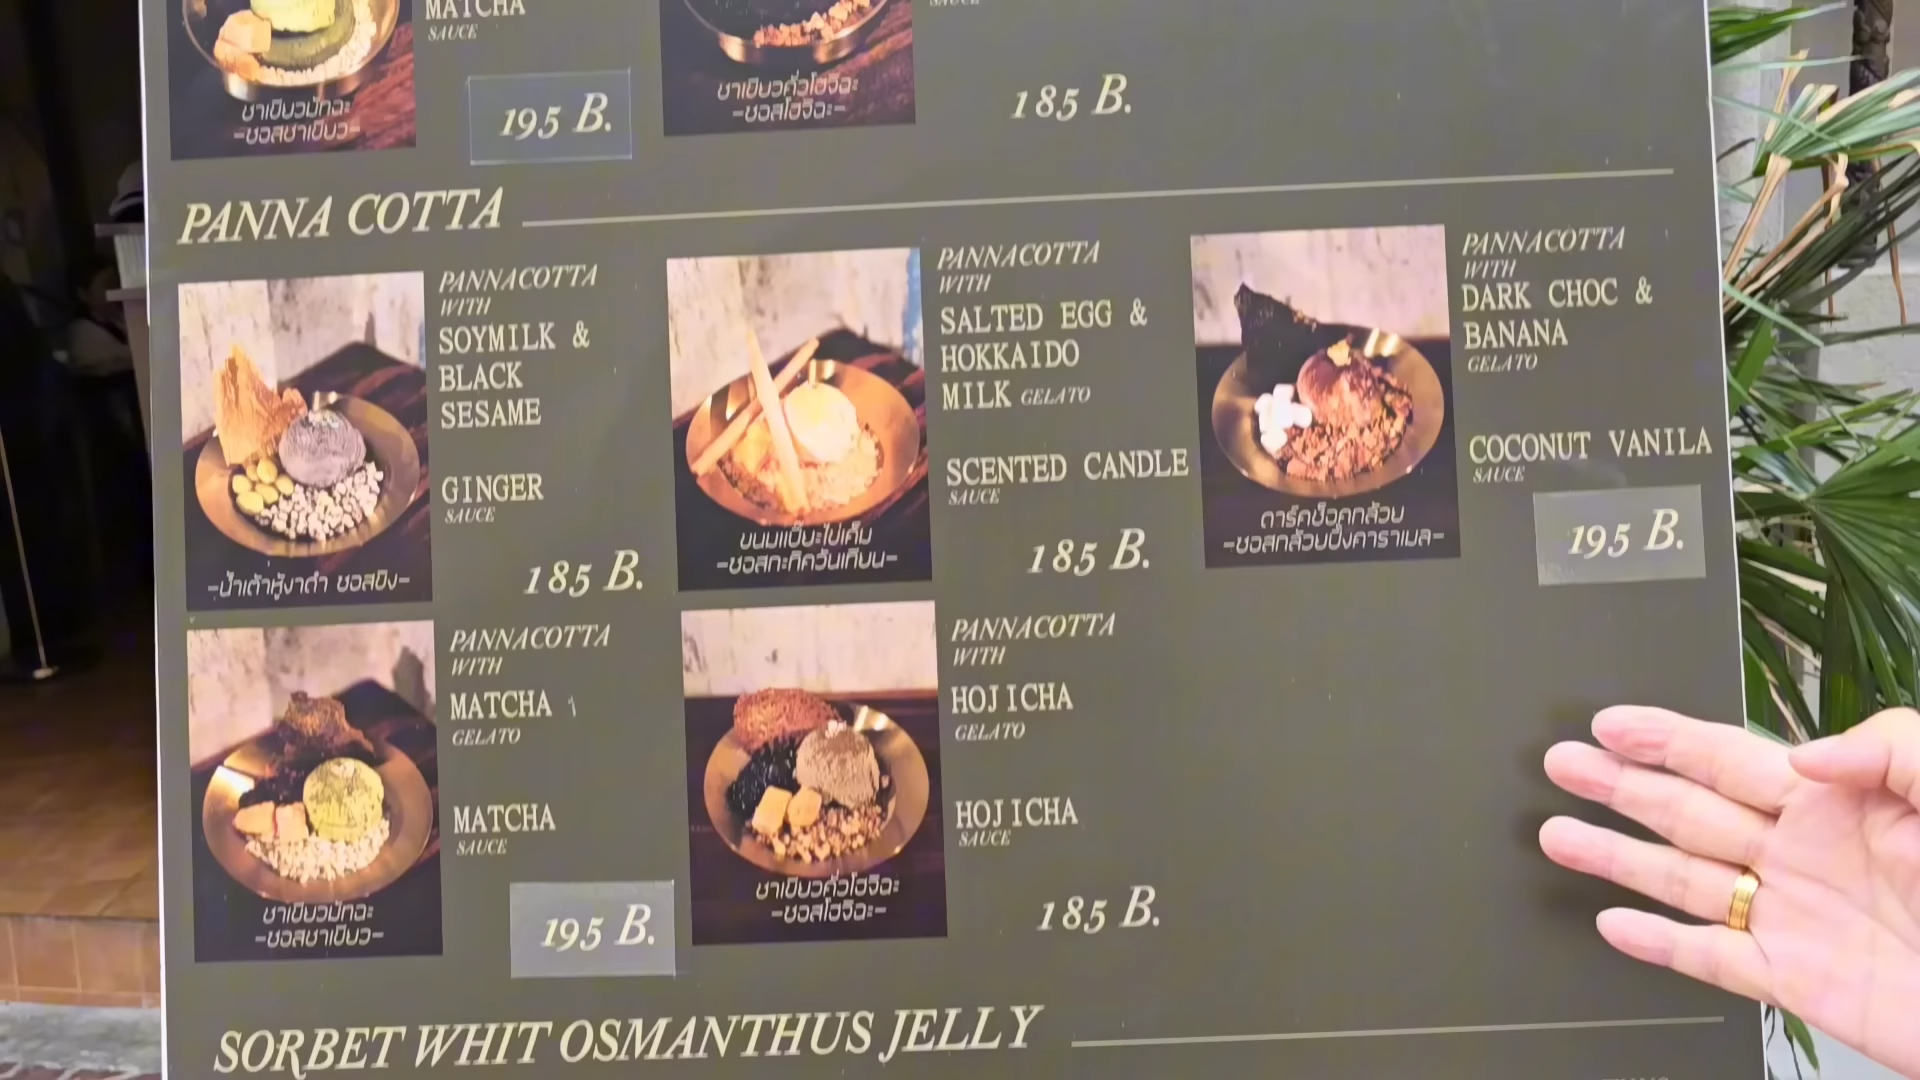 MATCHA
SAUCE
ชาเขียวมัทฉะ
-ซอสชาเขียว-
195 B.
ชาเขียวคั่วโฮจิฉะ
-ซอสโฮจิฉะ-
SAUCE
185 B.
PANNA COTTA
PANNACOTTA
WITH
SOYMILK &
BLACK
SESAME
GINGER
SAUCE
-น้ำเต้าหู้งาดำ ซอสขิง-
185 B.
PANNACOTTA
WITH
SALTED EGG &
HOKKAIDO
MILK GELATO
SCENTED CANDLE
SAUCE
ขนมเปี๊ยะไข่เค็ม
-ซอสกะทิควันเทียน-
185 B.
PANNACOTTA
WITH
DARK CHOC &
BANANA
GELATO
COCONUT VANILA
SAUCE
ดาร์คช็อคกล้วย
-ซอสกล้วยปิ้งคาราเมล-
195 B.
PANNACOTTA
WITH
MATCHA
GELATO
MATCHA
SAUCE
ชาเขียวมัทฉะ
-ซอสชาเขียว-
195 B.
PANNACOTTA
WITH
HOJICHA
GELATO
HOJICHA
SAUCE
ชาเขียวคั่วโฮจิฉะ
-ซอสโฮจิฉะ-
185 B.
SORBET WHIT OSMANTHUS JELLY